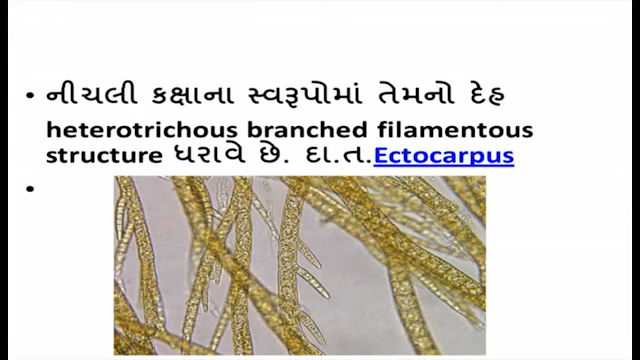 • નીચલી કક્ષાના સ્વરૂપોમાં તેમનો દેહ
heterotrichous branched filamentous
structure ધરાવે છે. દા.ત.Ectocarpus
•